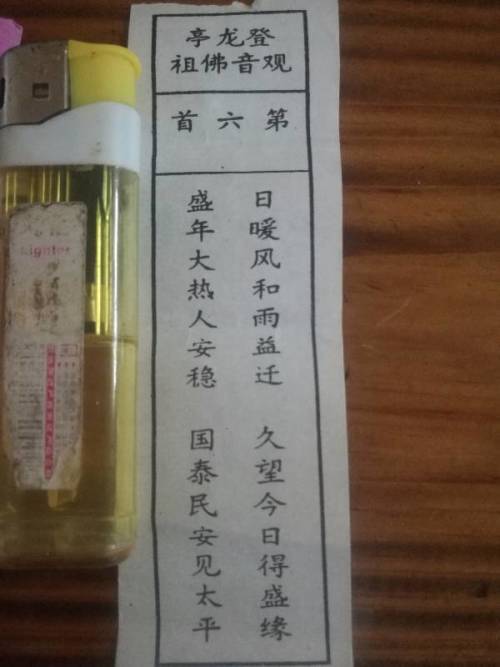 登龙亭
观音佛祖
第六首
日暖风和雨益迁 久望今日得盛缘
盛年大热人安稳 国泰民安见太平
Lighter